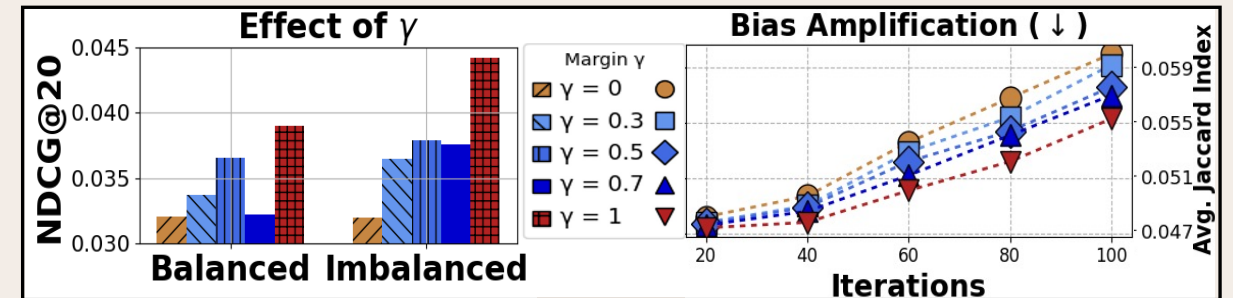 Effect of γ
NDCG@20
0.045
0.040
0.035
0.030
Balanced Imbalanced
Margin γ
γ = 0
γ = 0.3
γ = 0.5
γ = 0.7
γ = 1
Bias Amplification (↓)
0.059
0.055
0.051
0.047
Avg. Jaccard Index
20 40 60 80 100
Iterations